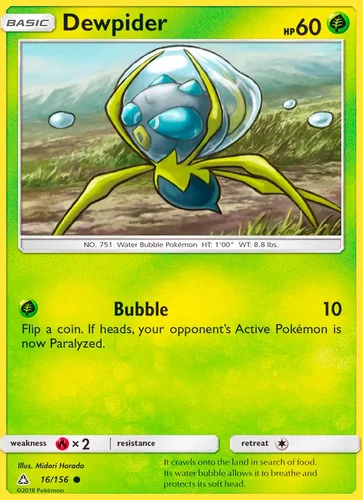 BASIC
Dewpider
HP60
NO. 751 Water Bubble Pokémon HT: 1'00" WT: 8.8 lbs.
Bubble 10
Flip a coin. If heads, your opponent's Active Pokémon is
now Paralyzed.
weakness × 2 resistance retreat
Illus. Midori Harada
16/156
©2018 Pokémon
It crawls onto the land in search of food.
Its water bubble allows it to breathe and
protects its soft head.